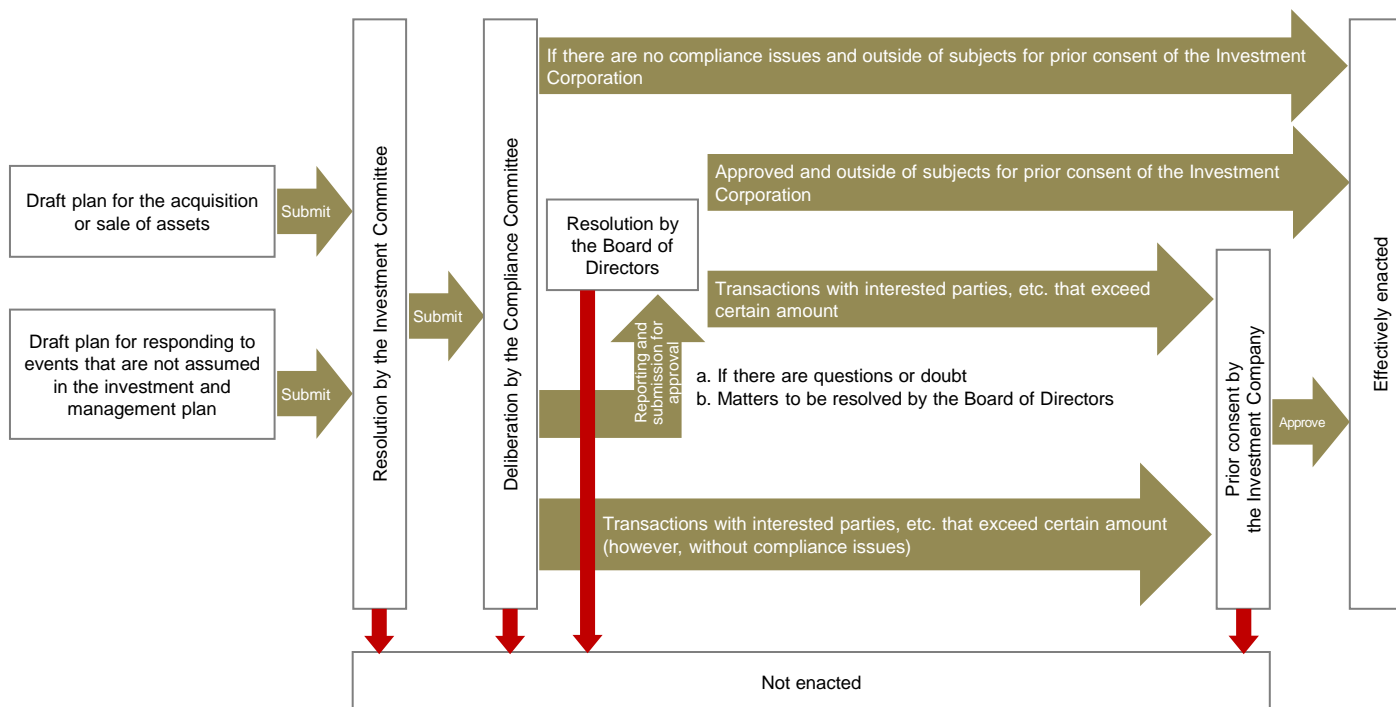 Draft plan for the acquisition
or sale of assets
Submit
Draft plan for responding to
events that are not assumed
in the investment and
management plan
Submit
Resolution by the Investment Committee
Submit
Deliberation by the Compliance Committee
If there are no compliance issues and outside of subjects for prior consent of the Investment
Corporation
Approved and outside of subjects for prior consent of the Investment
Corporation
Resolution by
the Board of
Directors
Transactions with interested parties, etc. that exceed
certain amount
Reporting and
submission for
approval
a. If there are questions or doubt
b. Matters to be resolved by the Board of Directors
Transactions with interested parties, etc. that exceed certain amount
(however, without compliance issues)
Prior consent by
the Investment Company
Approve
Effectively enacted
Not enacted